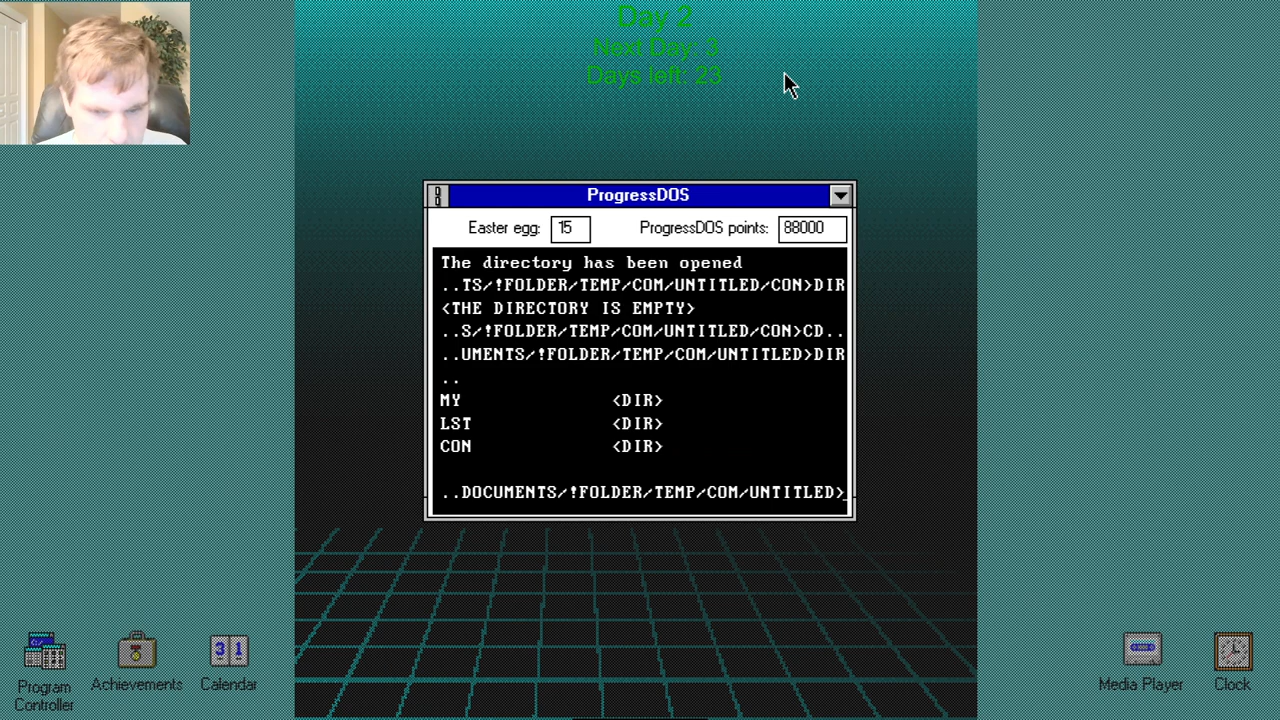 Day 2
Next Day: 3
Days left: 23
ProgressDOS
Easter egg: 15 ProgressDOS points: 88000
The directory has been opened
..TS/!FOLDER/TEMP/COM/UNTITLED/CON>DIR
<THE DIRECTORY IS EMPTY>
..S/!FOLDER/TEMP/COM/UNTITLED/CON>CD..
..UMENTS/!FOLDER/TEMP/COM/UNTITLED>DIR
..
MY <DIR>
LST <DIR>
CON <DIR>
..DOCUMENTS/!FOLDER/TEMP/COM/UNTITLED>_
3 1
Program Controller
Achievements
Calendar
Media Player
Clock